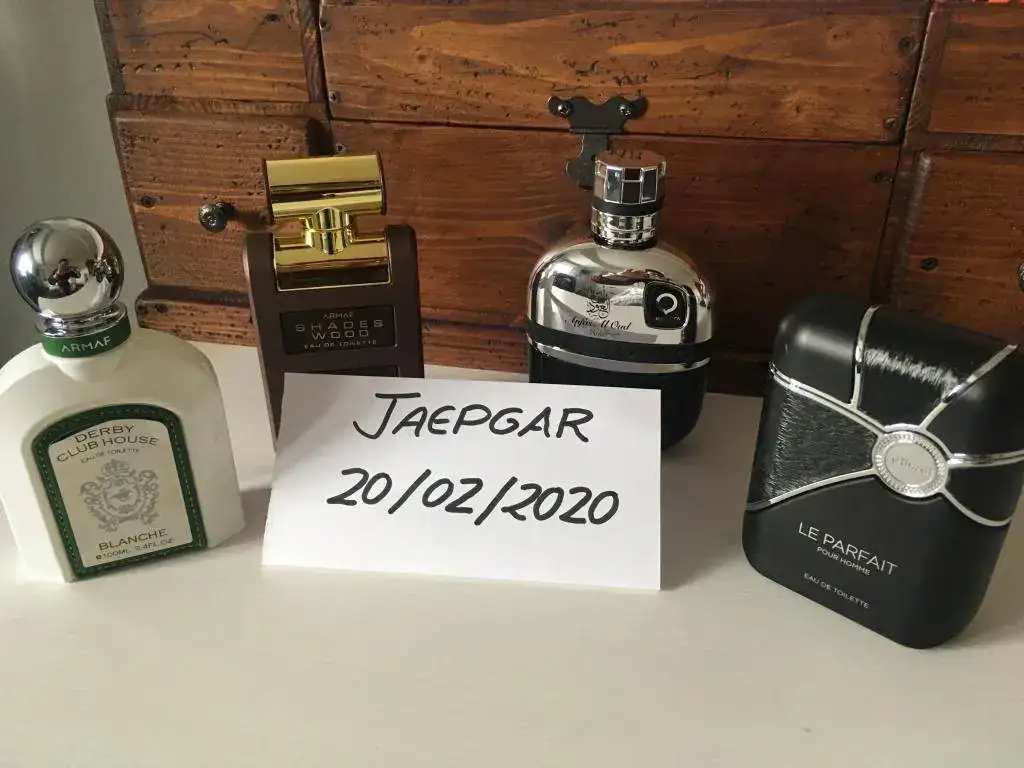 ARMAF
DERBY
CLUB HOUSE
EAU DE TOILETTE
BLANCHE
100ML 3.4FL.OZ
ARMAF
SHADES
WOOD
EAU DE TOILETTE
JAEPGAR
20/02/2020
LE PARFAIT
POUR HOMME
EAU DE TOILETTE